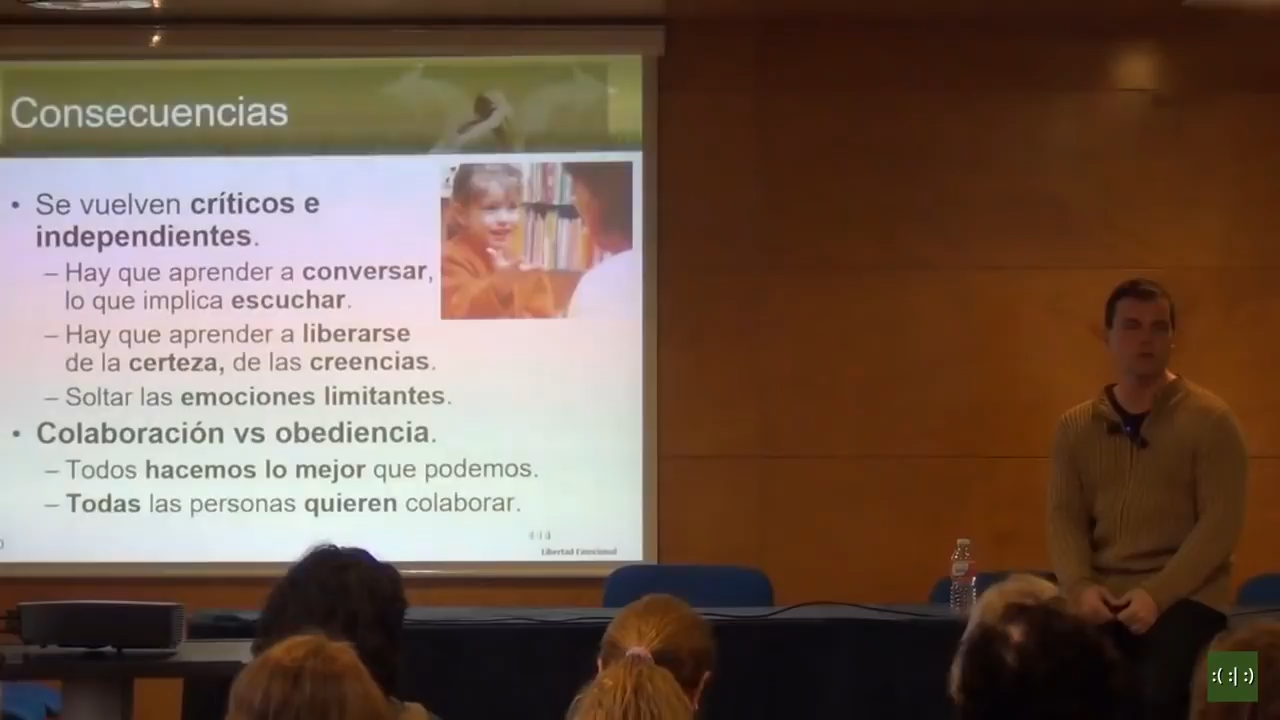 Consecuencias
• Se vuelven críticos e
independientes.
– Hay que aprender a conversar,
lo que implica escuchar.
– Hay que aprender a liberarse
de la certeza, de las creencias.
– Soltar las emociones limitantes.
• Colaboración vs obediencia.
– Todos hacemos lo mejor que podemos.
– Todas las personas quieren colaborar.
Libertad Emocional
:( :| :)